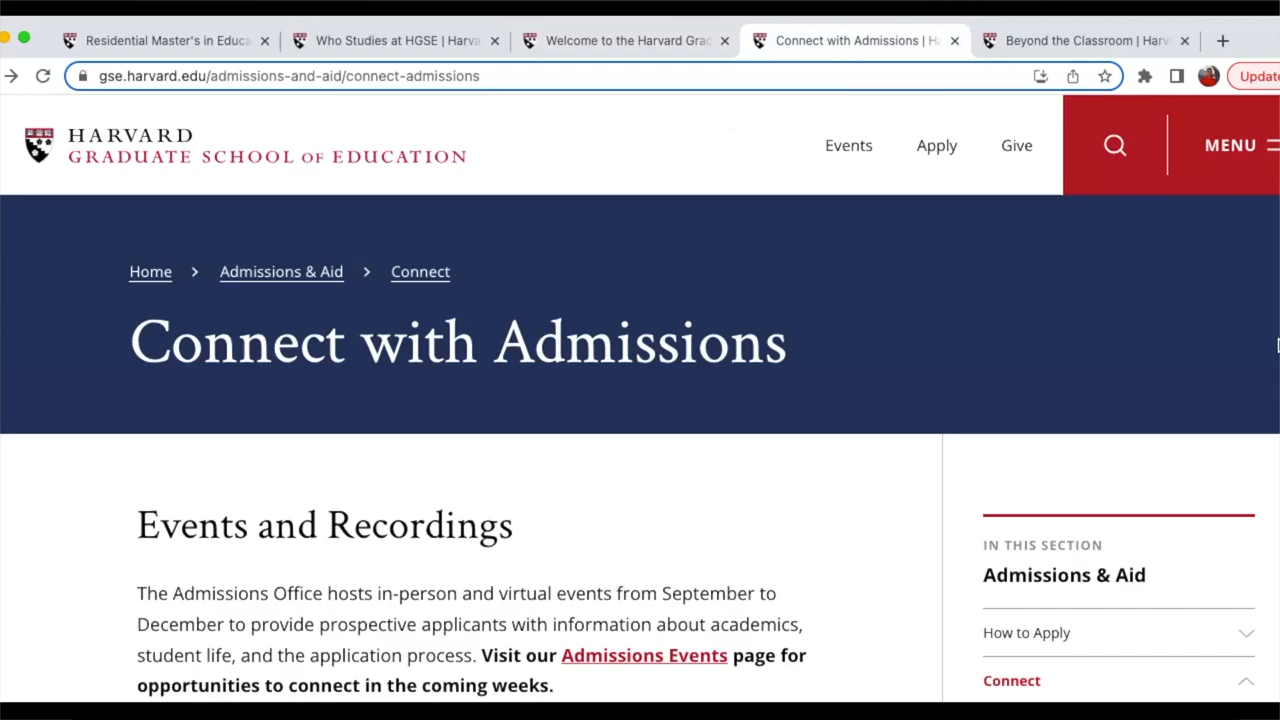 Residential Master's in Educa
Who Studies at HGSE | Harva
Welcome to the Harvard Grad
Connect with Admissions | Ha
Beyond the Classroom | Harv
gse.harvard.edu/admissions-and-aid/connect-admissions
Update
HARVARD
GRADUATE SCHOOL OF EDUCATION
Events
Apply
Give
MENU
Home > Admissions & Aid > Connect
Connect with Admissions
Events and Recordings
The Admissions Office hosts in-person and virtual events from September to
December to provide prospective applicants with information about academics,
student life, and the application process. Visit our Admissions Events page for
opportunities to connect in the coming weeks.
IN THIS SECTION
Admissions & Aid
How to Apply
Connect